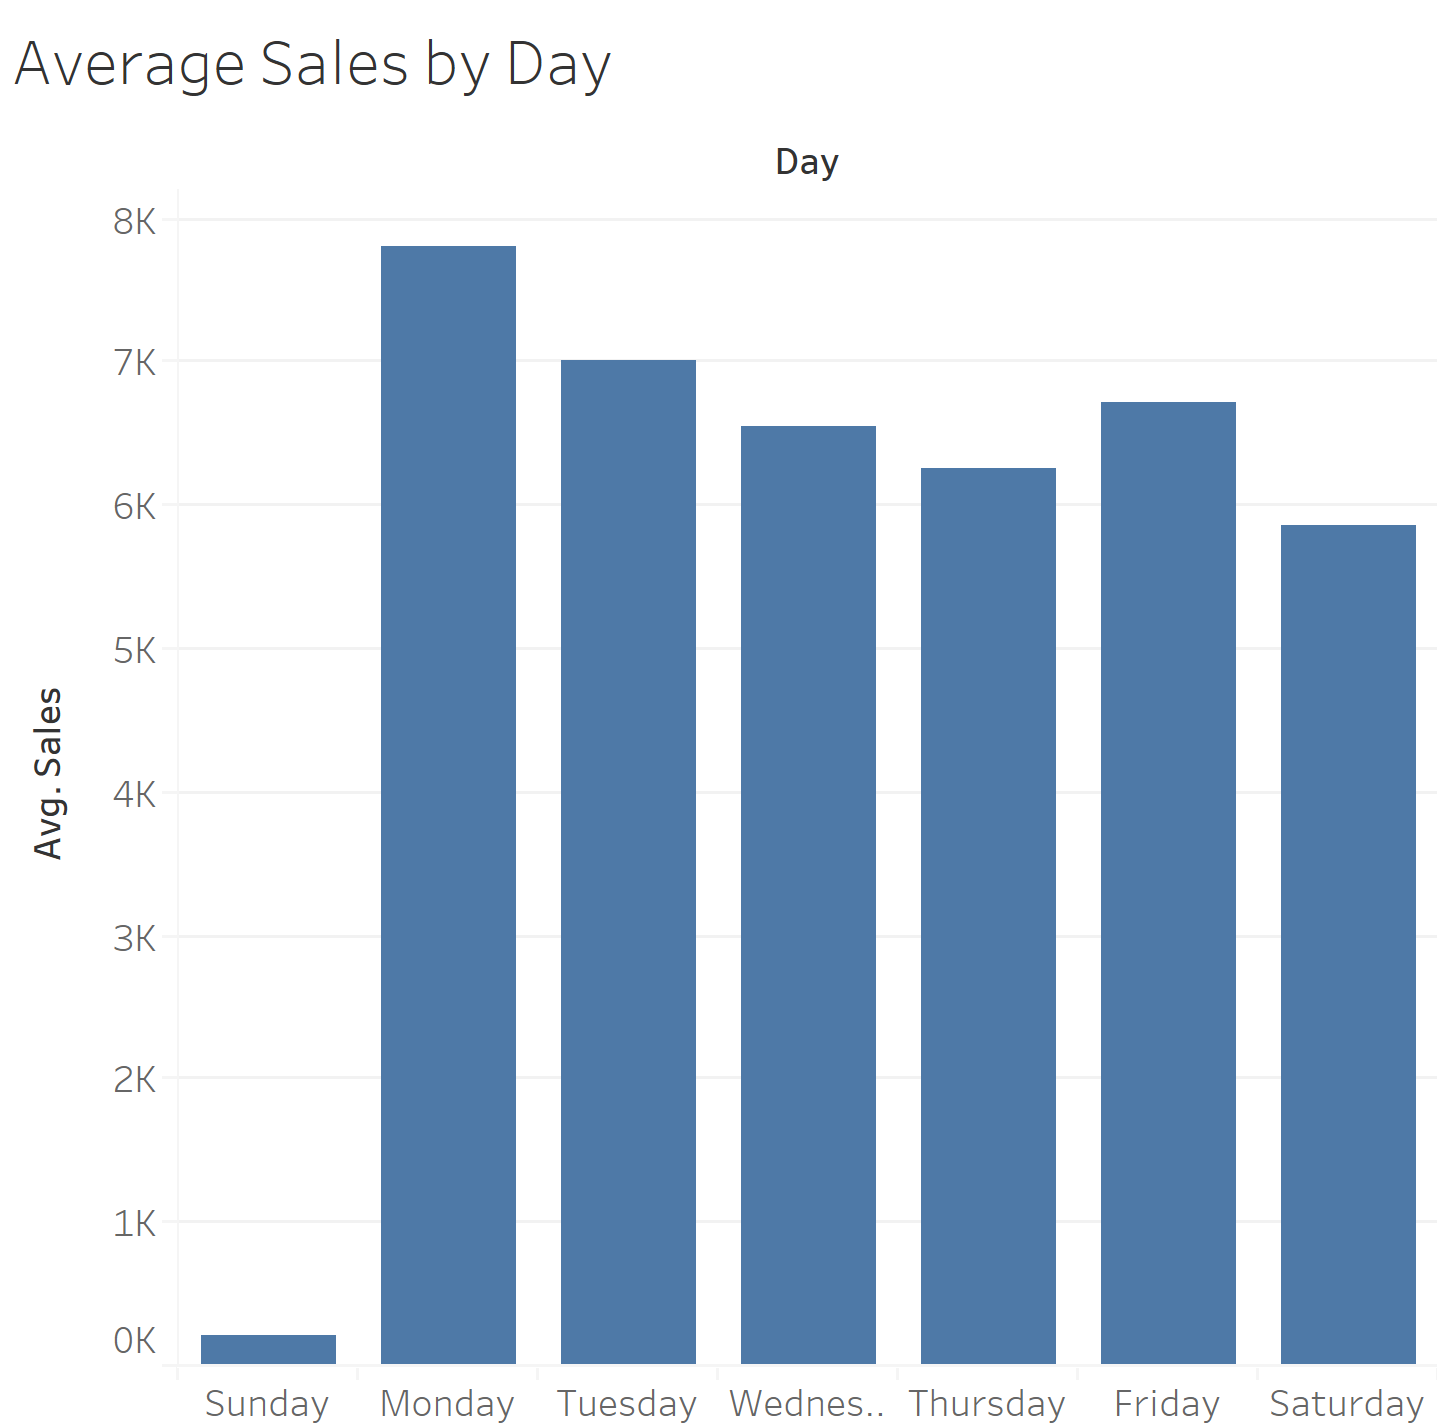 Average Sales by Day
Day
8K
7K
6K
5K
4K
3K
2K
1K
0K
Avg. Sales
Sunday Monday Tuesday Wednes.. Thursday Friday Saturday